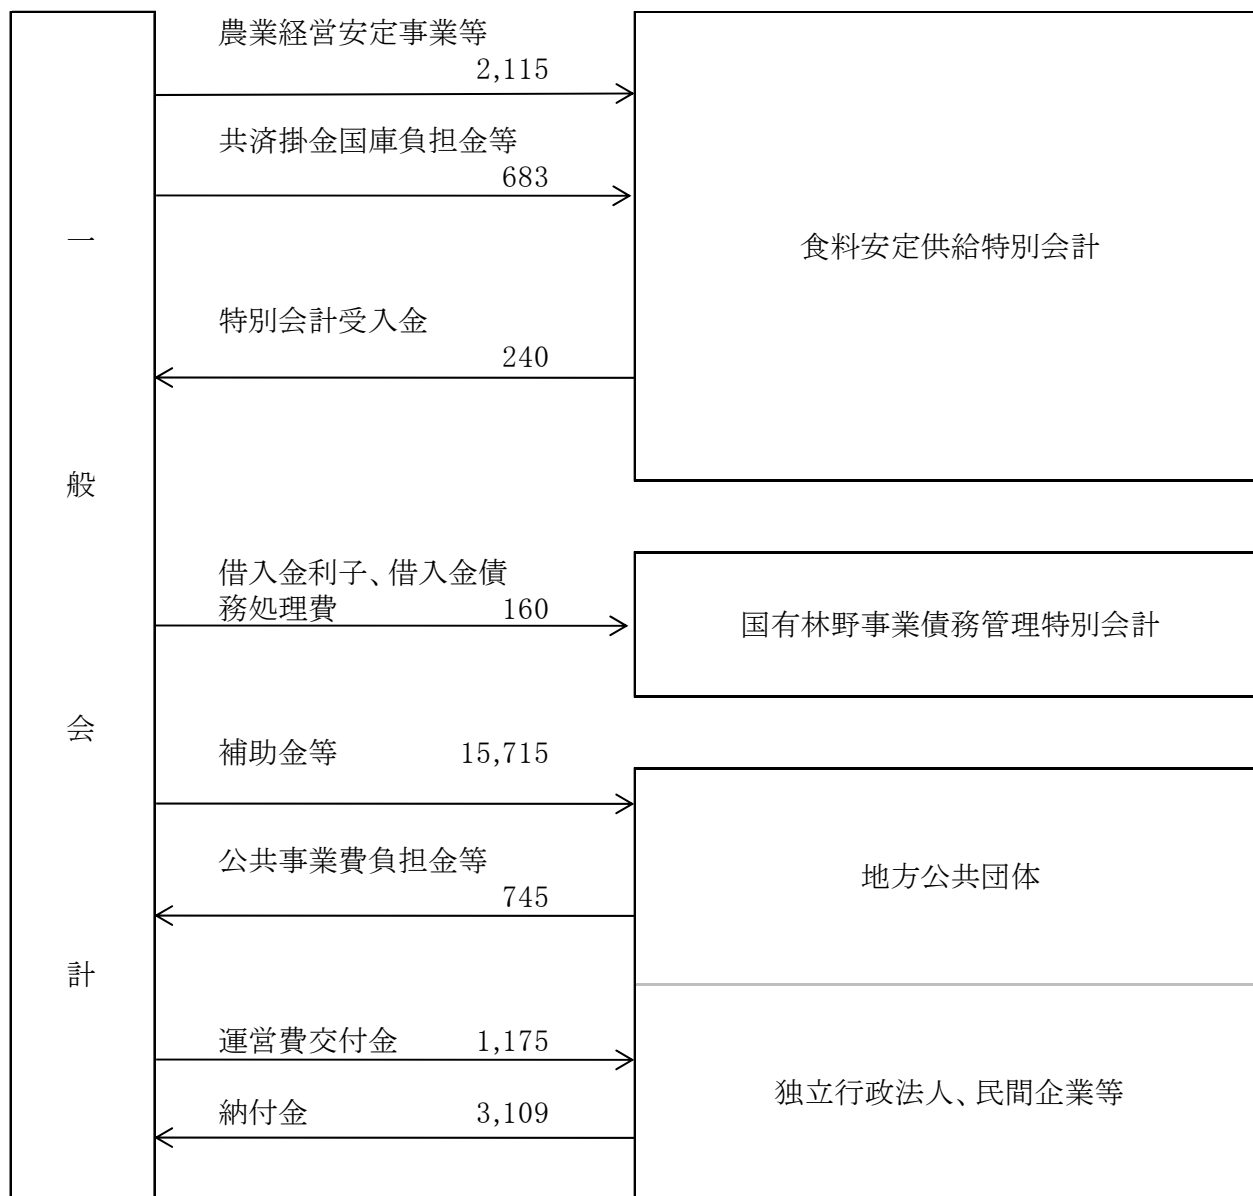 一般会計
農業経営安定事業等
2,115
共済掛金国庫負担金等
683
食料安定供給特別会計
特別会計受入金
240
借入金利子、借入金債
務処理費 160
国有林野事業債務管理特別会計
補助金等 15,715
公共事業費負担金等
745
地方公共団体
運営費交付金 1,175
納付金 3,109
独立行政法人、民間企業等